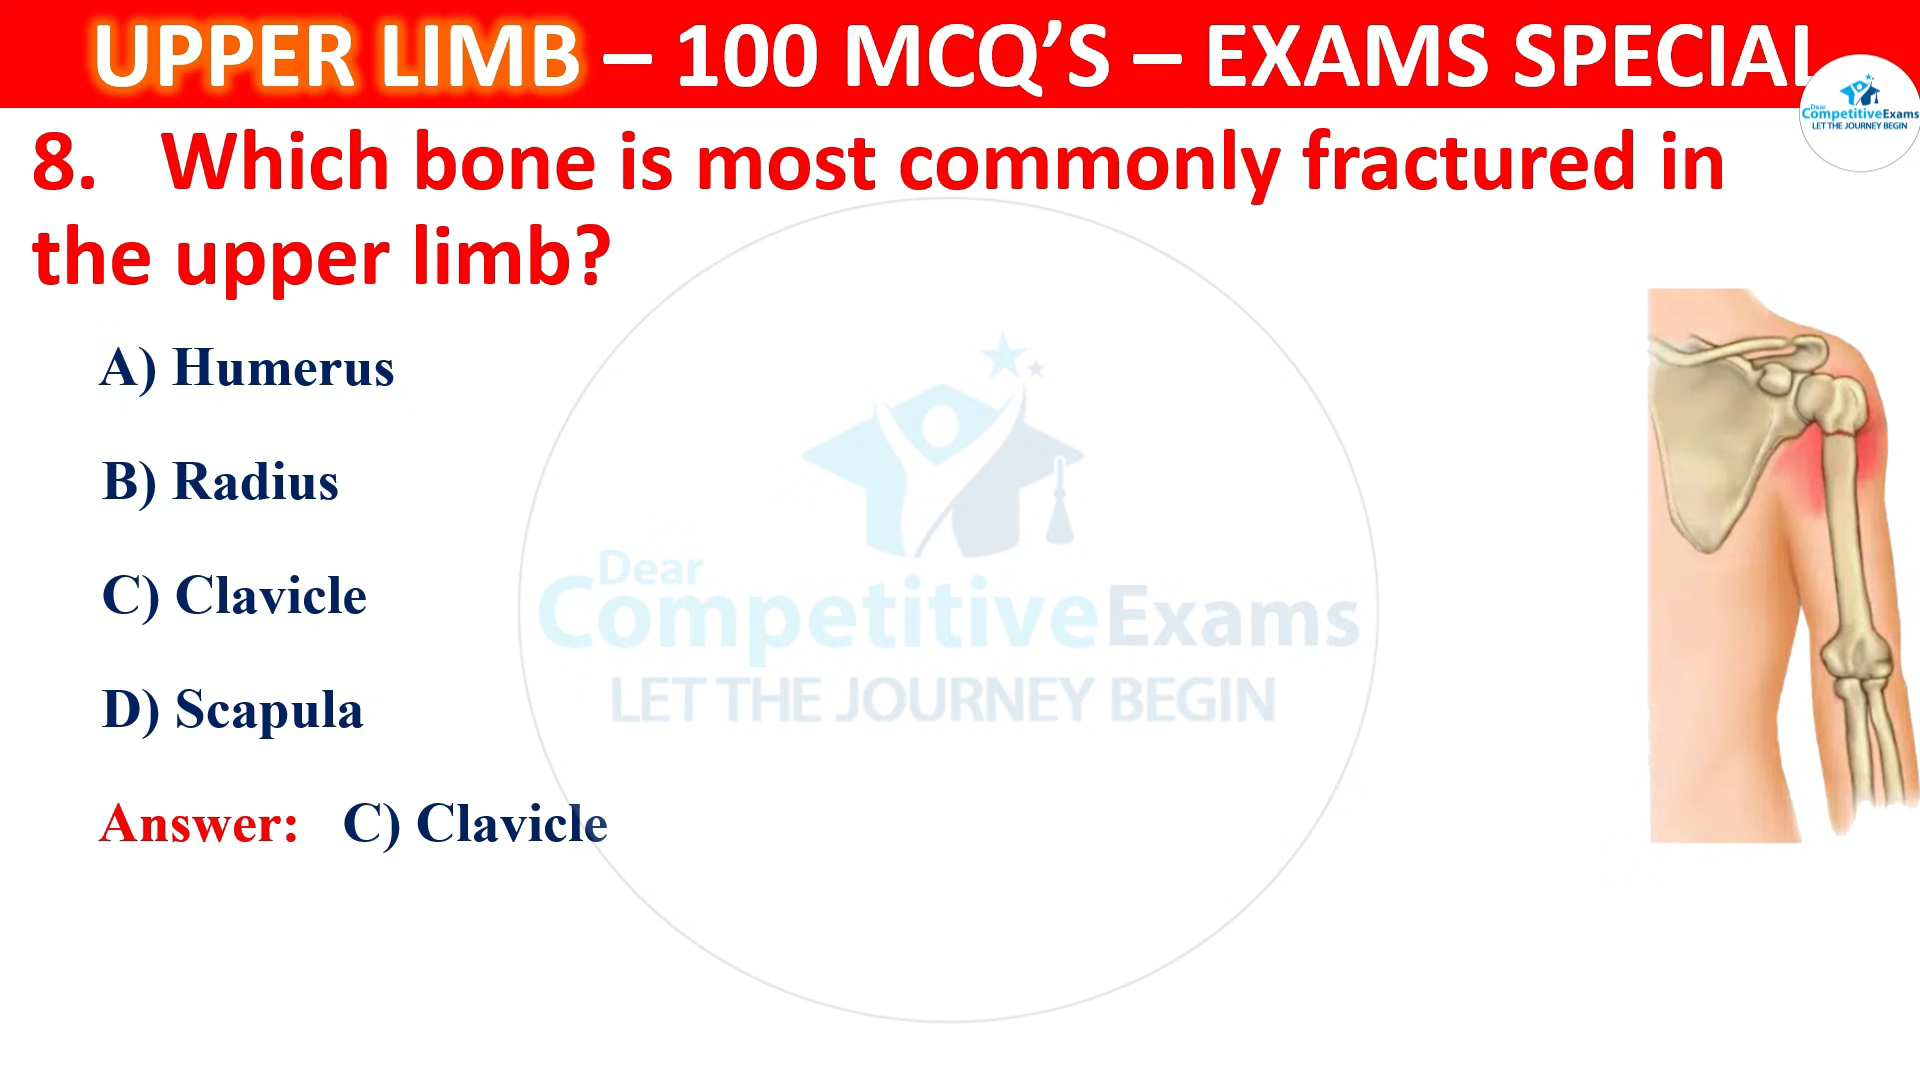 UPPER LIMB – 100 MCQ’S – EXAMS SPECIAL
Dear
CompetitiveExams
LET THE JOURNEY BEGIN
8. Which bone is most commonly fractured in
the upper limb?
A) Humerus
B) Radius
C) Clavicle
D) Scapula
Answer: C) Clavicle
Dear
CompetitiveExams
LET THE JOURNEY BEGIN